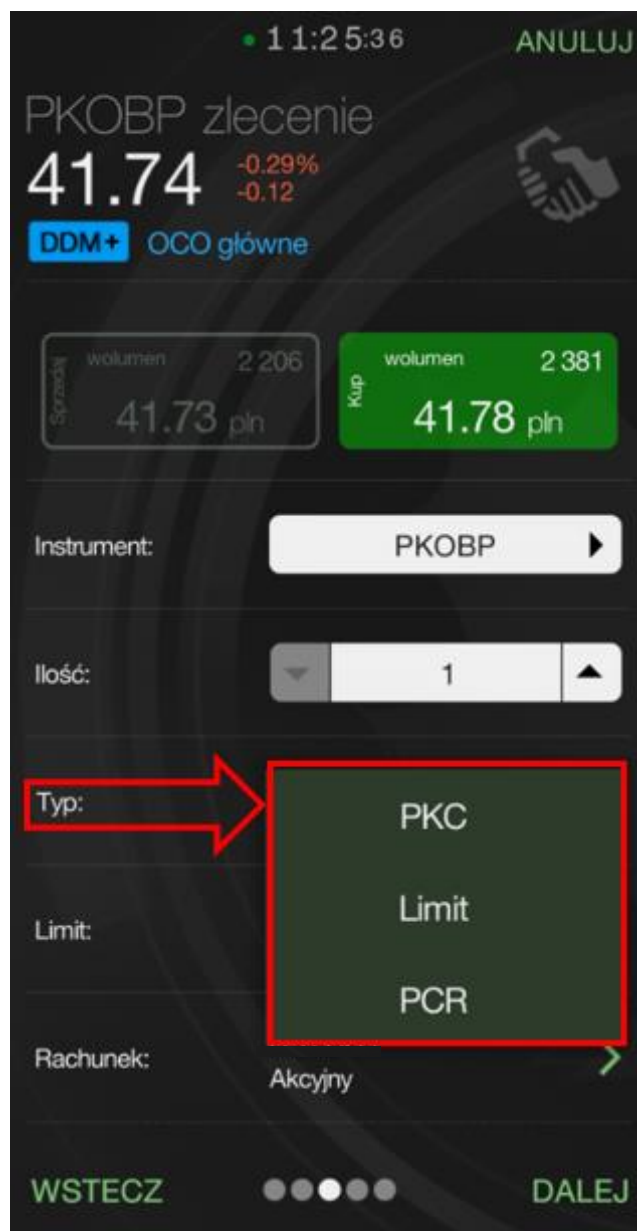 11:25:36 ANULUJ
PKOBP zlecenie
41.74 -0.29%
-0.12
DDM+ OCO główne
Sprzedaj wolumen 2 206
41.73 pln
Kup wolumen 2 381
41.78 pln
Instrument: PKOBP
Ilość: 1
Typ: PKC
Limit
Limit:
PCR
Rachunek: Akcyjny
WSTECZ DALEJ